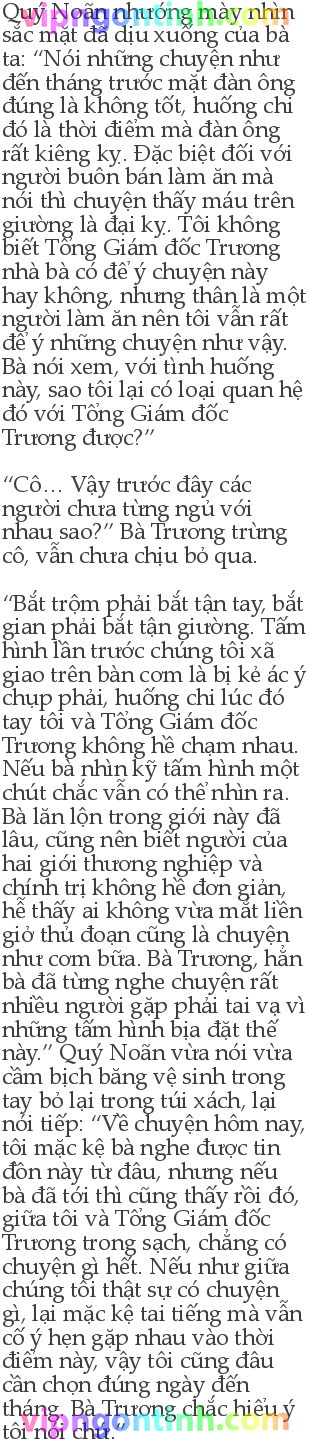 Quý Noãn nhướng mày nhìn
vipngontinh.com
sắc mặt đã dịu xuống của bà
ta: “Nói những chuyện như
đến tháng trước mặt đàn ông
đúng là không tốt, huống chi
đó là thời điểm mà đàn ông
rất kiêng kỵ. Đặc biệt đối với
người buôn bán làm ăn mà
nói thì chuyện thấy máu trên
giường là đại kỵ. Tôi không
biết Tổng Giám đốc Trương
nhà bà có để ý chuyện này
hay không, nhưng thân là một
người làm ăn nên tôi vẫn rất
để ý những chuyện như vậy.
Bà nói xem, với tình huống
này, sao tôi lại có loại quan hệ
đó với Tổng Giám đốc
Trương được?”
“Cô… Vậy trước đây các
người chưa từng ngủ với
nhau sao?” Bà Trương trừng
cô, vẫn chưa chịu bỏ qua.
“Bắt trộm phải bắt tận tay, bắt
gian phải bắt tận giường. Tấm
hình lần trước chúng tôi xã
giao trên bàn cơm là bị kẻ ác ý
chụp phải, huống chi lúc đó
tay tôi và Tổng Giám đốc
Trương không hề chạm nhau.
Nếu bà nhìn kỹ tấm hình một
chút chắc vẫn có thể nhìn ra.
Bà lăn lộn trong giới này đã
lâu, cũng nên biết người của
hai giới thương nghiệp và
chính trị không hề đơn giản,
hễ thấy ai không vừa mắt liền
giở thủ đoạn cũng là chuyện
như cơm bữa. Bà Trương, hẳn
bà đã từng nghe chuyện rất
nhiều người gặp phải tai vạ vì
những tấm hình bịa đặt thế
này.” Quý Noãn vừa nói vừa
cầm bịch băng vệ sinh trong
tay bỏ lại trong túi xách, lại
nói tiếp: “Về chuyện hôm nay,
tôi mặc kệ bà nghe được tin
đồn này từ đâu, nhưng nếu
bà đã tới thì cũng thấy rồi đó,
giữa tôi và Tổng Giám đốc
Trương trong sạch, chẳng có
chuyện gì hết. Nếu như giữa
chúng tôi thật sự có chuyện
gì, lại mặc kệ tai tiếng mà vẫn
cố ý hẹn gặp nhau vào thời
điểm này, vậy tôi cũng đâu
cần chọn đúng ngày đến
tháng. Bà Trương chắc hiểu ý
vipngontinh.com
tôi nói chứ.”